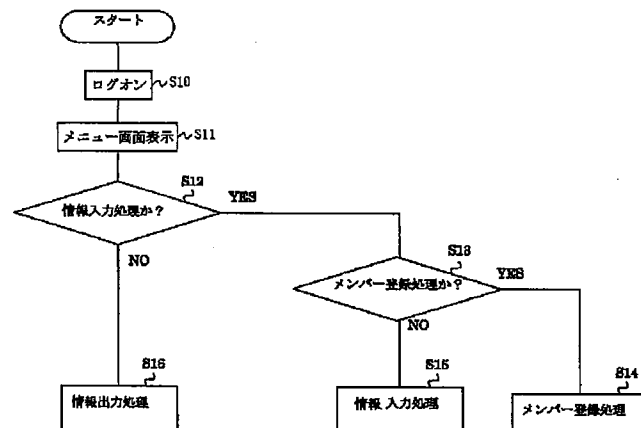 スタート
ログオン
S10
メニュー画面表示
S11
S12
情報入力処理か?
YES
NO
S13
メンバー登録処理か?
YES
NO
S16
情報出力処理
S15
情報 入力処理
S14
メンバー登録処理